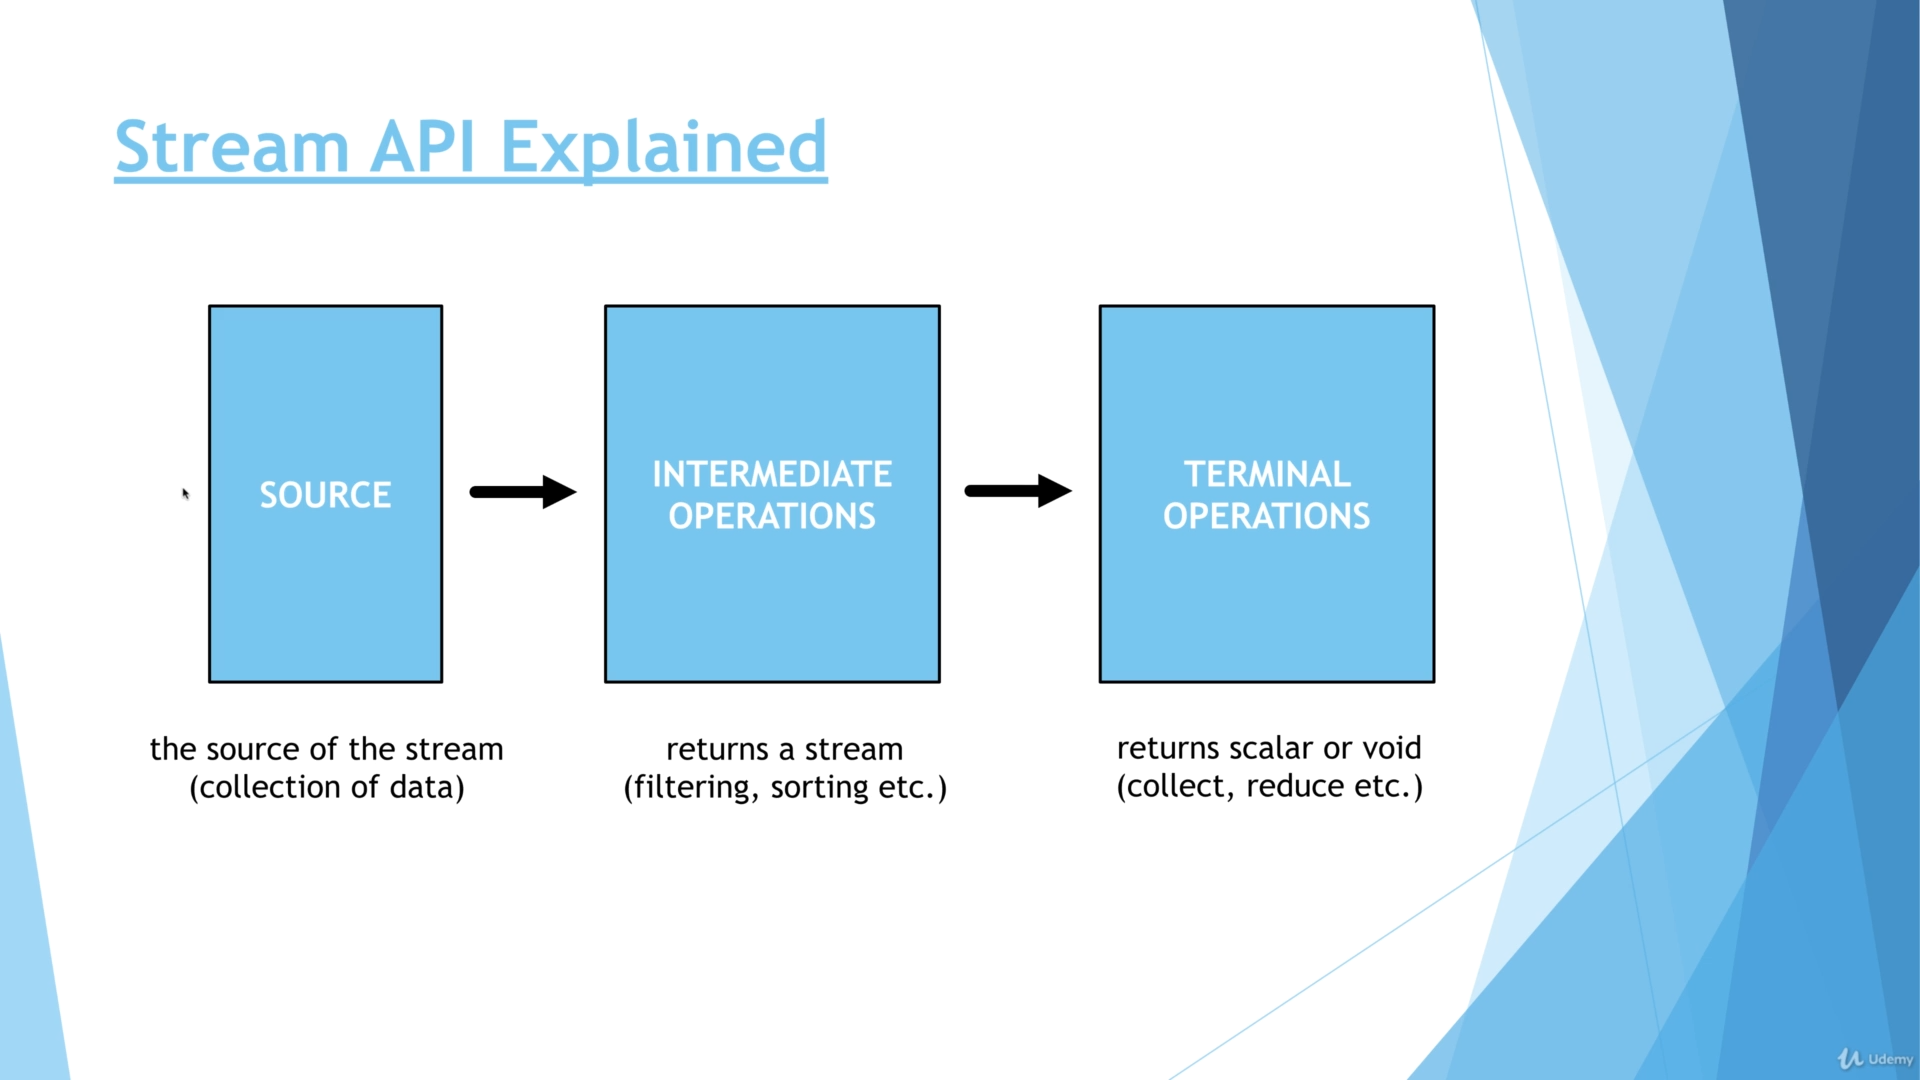 Stream API Explained
SOURCE
INTERMEDIATE
OPERATIONS
TERMINAL
OPERATIONS
the source of the stream
(collection of data)
returns a stream
(filtering, sorting etc.)
returns scalar or void
(collect, reduce etc.)
Udemy